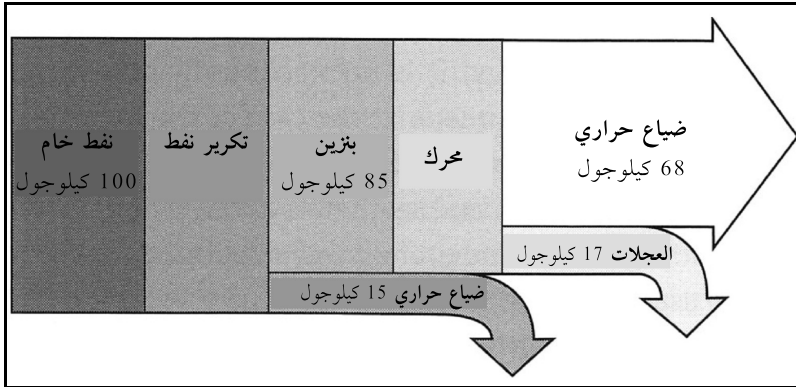 نفط خام
100 كيلوجول
تكرير نفط
بنزين
85 كيلوجول
محرك
ضياع حراري
68 كيلوجول
العجلات 17 كيلوجول
ضياع حراري 15 كيلوجول